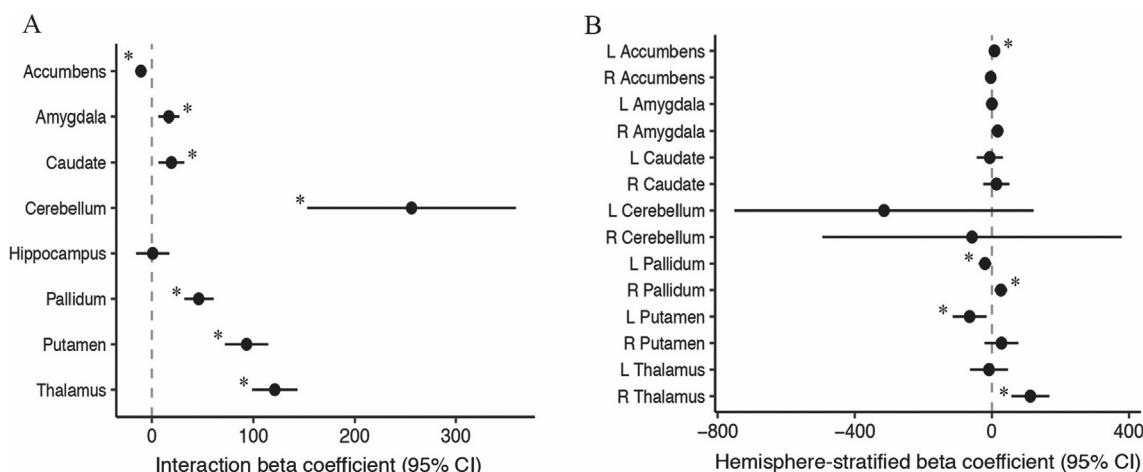 A
*
Accumbens
Amygdala *
Caudate *
Cerebellum *
Hippocampus
Pallidum *
Putamen *
Thalamus *
0 100 200 300
Interaction beta coefficient (95% CI)
B
L Accumbens *
R Accumbens
L Amygdala
R Amygdala
L Caudate
R Caudate
L Cerebellum
R Cerebellum
L Pallidum *
R Pallidum *
L Putamen *
R Putamen
L Thalamus
R Thalamus *
−800 −400 0 400
Hemisphere-stratified beta coefficient (95% CI)